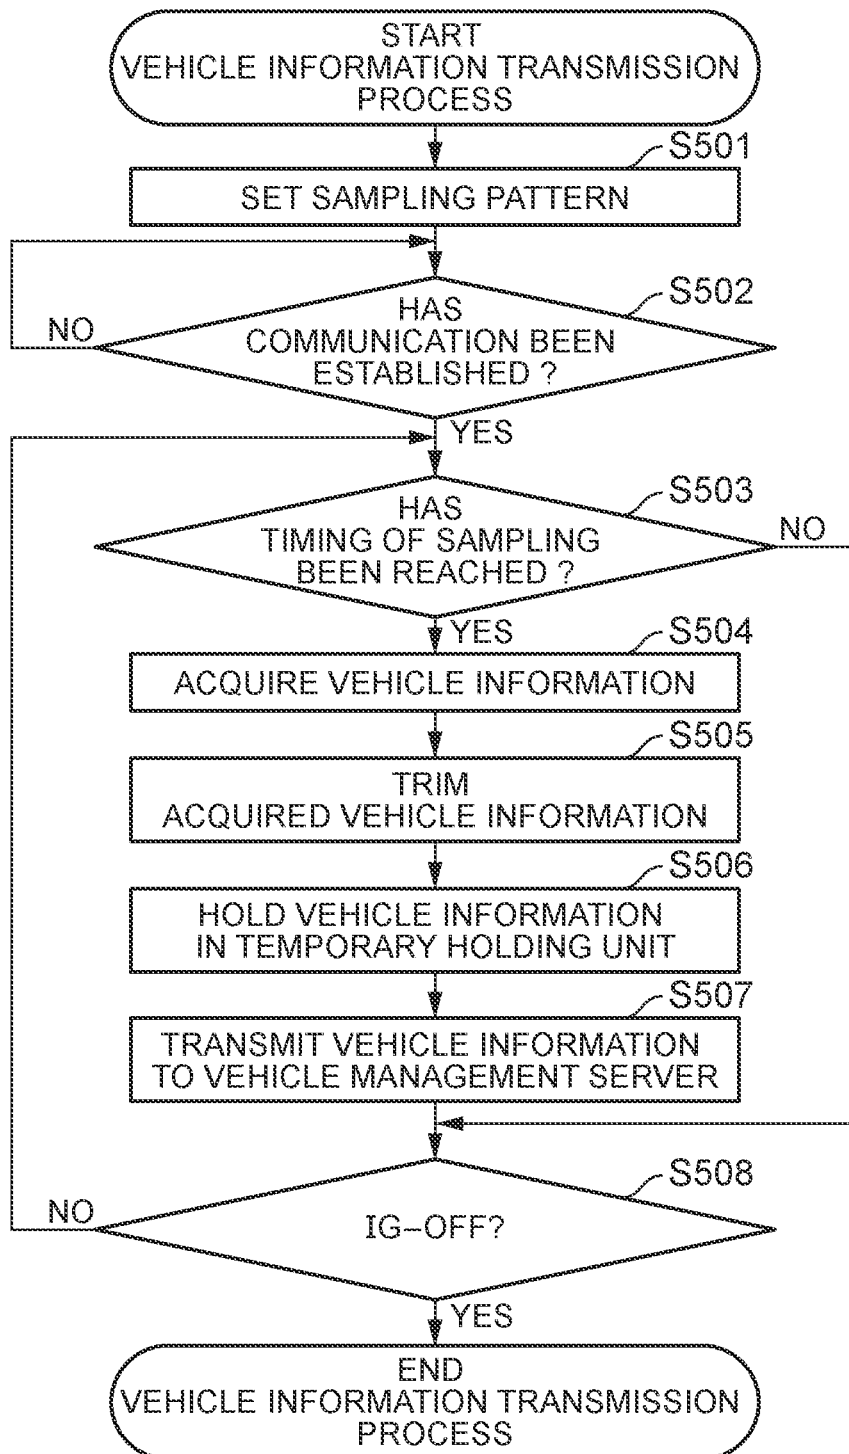 START
VEHICLE INFORMATION TRANSMISSION
PROCESS
S501
SET SAMPLING PATTERN
S502
HAS
COMMUNICATION BEEN
ESTABLISHED ?
NO
YES
S503
HAS
TIMING OF SAMPLING
BEEN REACHED ?
NO
YES
S504
ACQUIRE VEHICLE INFORMATION
S505
TRIM
ACQUIRED VEHICLE INFORMATION
S506
HOLD VEHICLE INFORMATION
IN TEMPORARY HOLDING UNIT
S507
TRANSMIT VEHICLE INFORMATION
TO VEHICLE MANAGEMENT SERVER
S508
NO
IG-OFF?
YES
END
VEHICLE INFORMATION TRANSMISSION
PROCESS